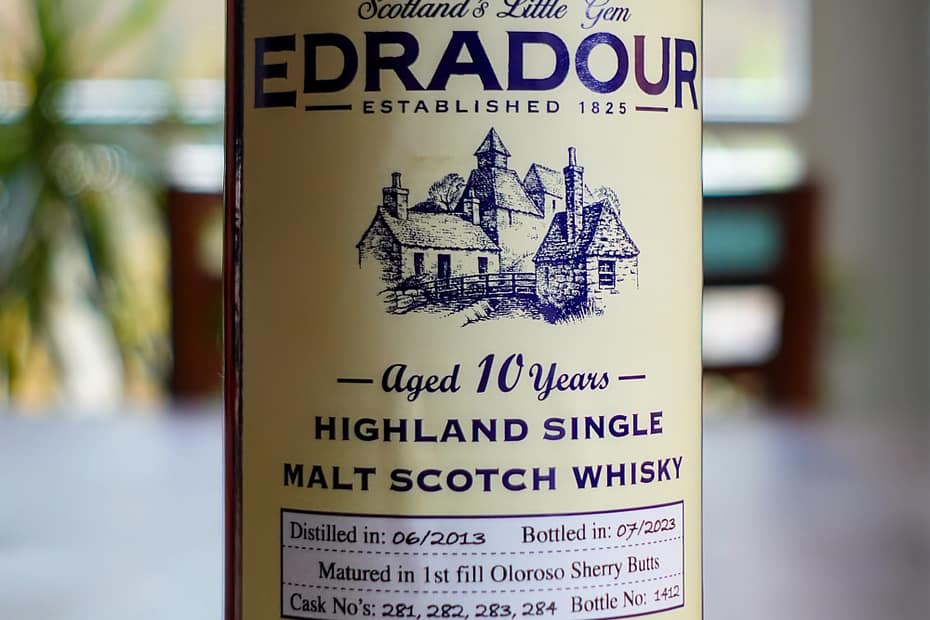 Scotland's Little Gem
EDRADOUR
ESTABLISHED 1825
Aged 10 Years
HIGHLAND SINGLE
MALT SCOTCH WHISKY
Distilled in: 06/2013 Bottled in: 07/2023
Matured in 1st fill Oloroso Sherry Butts
Cask No's: 281, 282, 283, 284 Bottle No: 1412